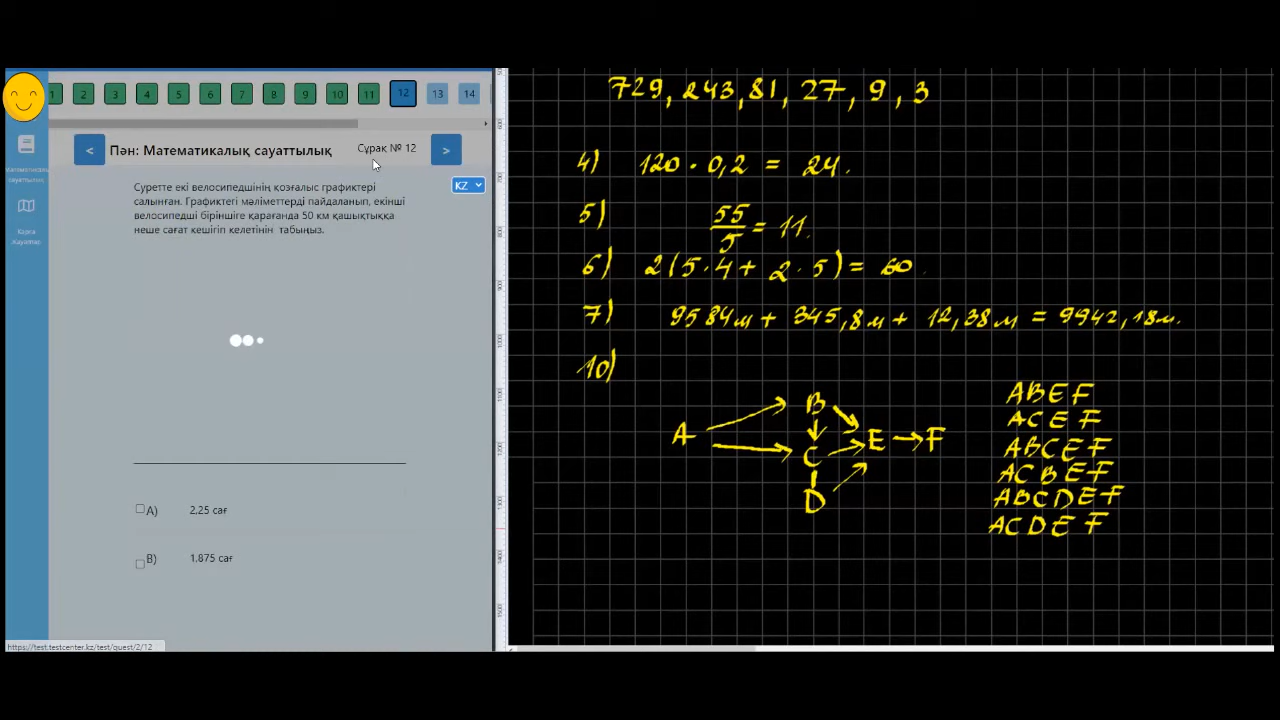 1 2 3 4 5 6 7 8 9 10 11 12 13 14
< Пән: Математикалық сауаттылық Сұрақ № 12 >
KZ
Суретте екі велосипедшінің қозғалыс графиктері
салынған. Графиктегі мәліметтерді пайдаланып, екінші
велосипедші біріншіге қарағанда 50 км қашықтыққа
неше сағат кешігіп келетінін табыңыз.
A) 2.25 сағ
B) 1.875 сағ
https://test.testcenter.kz/test/quest/2/12
729, 243, 81, 27, 9, 3
4) 120 · 0,2 = 24.
5) 55/5 = 11.
6) 2(5·4 + 2·5) = 60
7) 9584м + 345,8м + 12,38м = 9942,18м.
10)
A B C D E F
ABEF
ACEF
ABCEF
ACBEF
ABCDEF
ACDEF